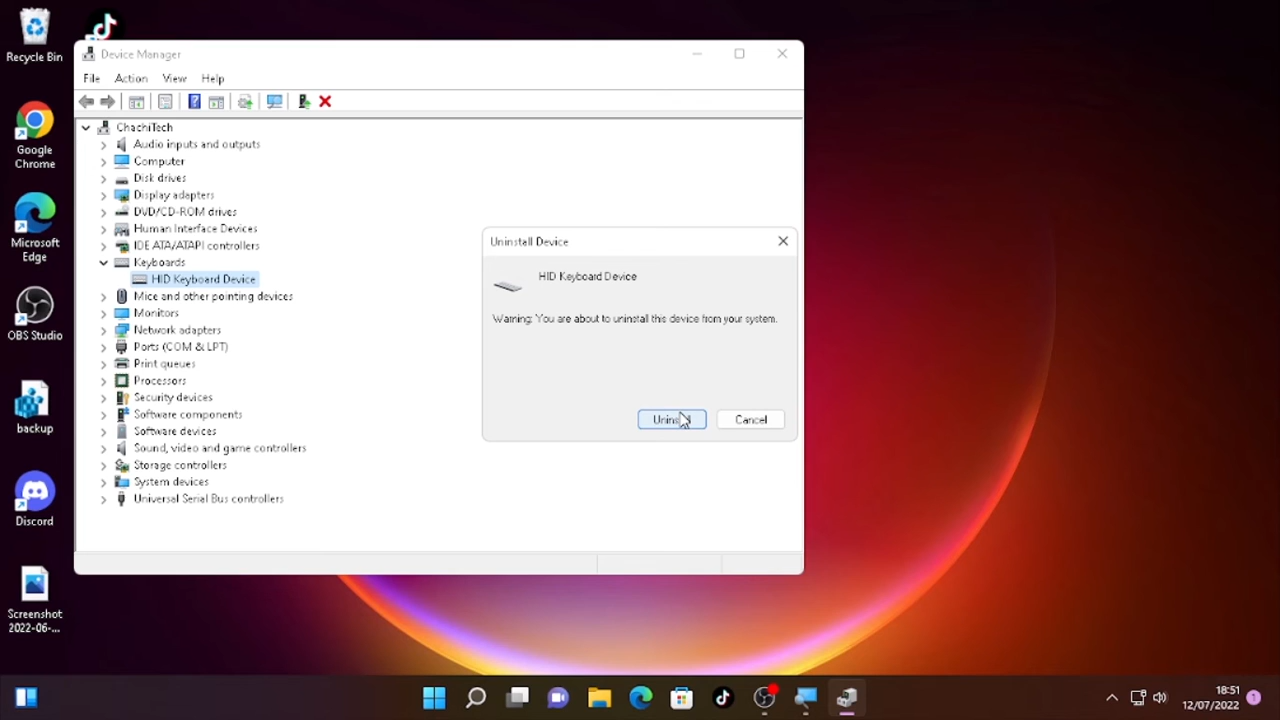 Recycle Bin
Google
Chrome
Microsoft
Edge
OBS Studio
backup
Discord
Screenshot
2022-06-...
Device Manager
File Action View Help
ChachiTech
Audio inputs and outputs
Computer
Disk drives
Display adapters
DVD/CD-ROM drives
Human Interface Devices
IDE ATA/ATAPI controllers
Keyboards
HID Keyboard Device
Mice and other pointing devices
Monitors
Network adapters
Ports (COM & LPT)
Print queues
Processors
Security devices
Software components
Software devices
Sound, video and game controllers
Storage controllers
System devices
Universal Serial Bus controllers
Uninstall Device
HID Keyboard Device
Warning: You are about to uninstall this device from your system.
Uninstall Cancel
18:51
12/07/2022
1